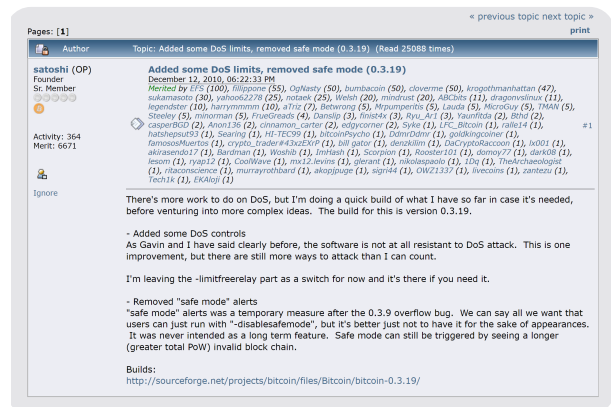 « previous topic next topic »
Pages: [1]
print
Author
Topic: Added some DoS limits, removed safe mode (0.3.19)  (Read 25088 times)
satoshi (OP)
Founder
Sr. Member
Activity: 364
Merit: 6671
Ignore
Added some DoS limits, removed safe mode (0.3.19)
December 12, 2010, 06:22:33 PM
Merited by EFS (100), fillippone (55), OgNasty (50), bumbacoin (50), cloverme (50), krogothmanhattan (47),
sukamasoto (30), yahoo62278 (25), notaek (25), Welsh (20), mindrust (20), ABCbits (11), dragonvslinux (11),
legendster (10), harrymmmm (10), aTriz (7), Betwrong (5), Mrpumperitis (5), Lauda (5), MicroGuy (5), TMAN (5),
Steeley (5), minorman (5), FrueGreads (4), Danslip (3), finist4x (3), Ryu_Ar1 (3), Yaunfitda (2), Bthd (2),
casperBGD (2), Anon136 (2), cinnamon_carter (2), edgycorner (2), Syke (1), LFC_Bitcoin (1), ralle14 (1),
hatshepsut93 (1), Searing (1), HI-TEC99 (1), bitcoinPsycho (1), DdmrDdmr (1), goldkingcoiner (1),
famososMuertos (1), crypto_trader#43xzEXrP (1), bill gator (1), denzkilim (1), DaCryptoRaccoon (1), lx001 (1),
akirasendo17 (1), Bardman (1), Woshib (1), ImHash (1), Scorpion (1), Rooster101 (1), domoy77 (1), dark08 (1),
lesom (1), ryap12 (1), CoolWave (1), mx12.levins (1), glerant (1), nikolaspaolo (1), 1Dq (1), TheArchaeologist
(1), ritaconscience (1), murrayrothbard (1), akopjpuge (1), sigri44 (1), OWZ1337 (1), livecoins (1), zantezu (1),
Tech1k (1), EKAloji (1)
#1
There's more work to do on DoS, but I'm doing a quick build of what I have so far in case it's needed,
before venturing into more complex ideas.  The build for this is version 0.3.19.
- Added some DoS controls
As Gavin and I have said clearly before, the software is not at all resistant to DoS attack.  This is one
improvement, but there are still more ways to attack than I can count.
I'm leaving the -limitfreerelay part as a switch for now and it's there if you need it.
- Removed "safe mode" alerts
"safe mode" alerts was a temporary measure after the 0.3.9 overflow bug.  We can say all we want that
users can just run with "-disablesafemode", but it's better just not to have it for the sake of appearances.
It was never intended as a long term feature.  Safe mode can still be triggered by seeing a longer
(greater total PoW) invalid block chain.
Builds:
http://sourceforge.net/projects/bitcoin/files/Bitcoin/bitcoin-0.3.19/